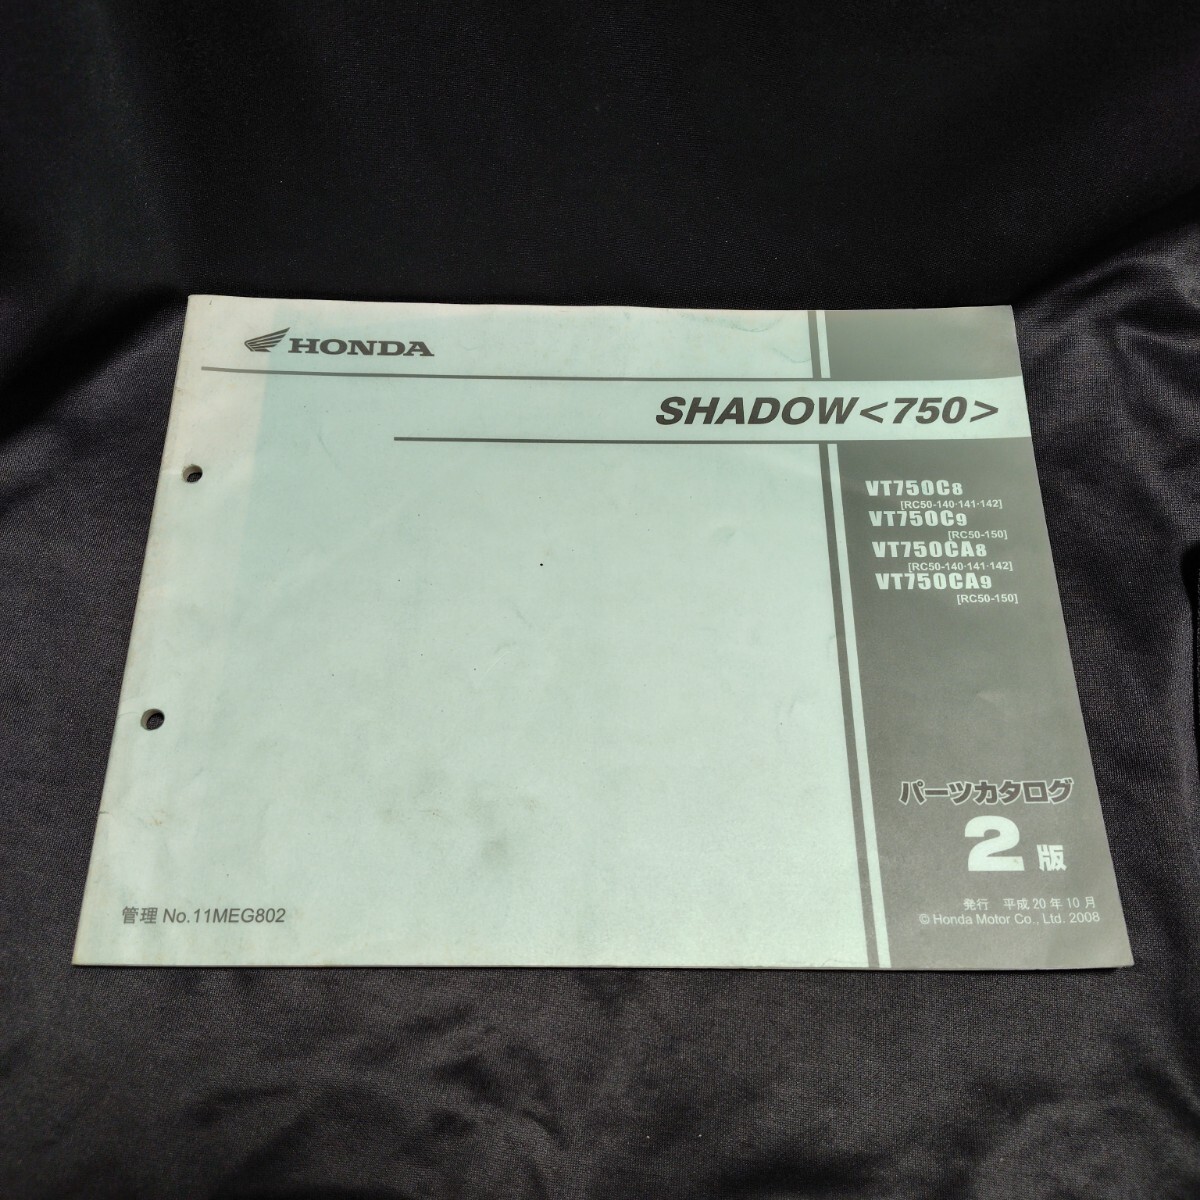 HONDA
SHADOW<750>
VT750C8
[RC50-140・141・142]
VT750C9
[RC50-150]
VT750CA8
[RC50-140・141・142]
VT750CA9
[RC50-150]
パーツカタログ
2版
管理 No.11MEG802
発行 平成20年10月
© Honda Motor Co., Ltd. 2008